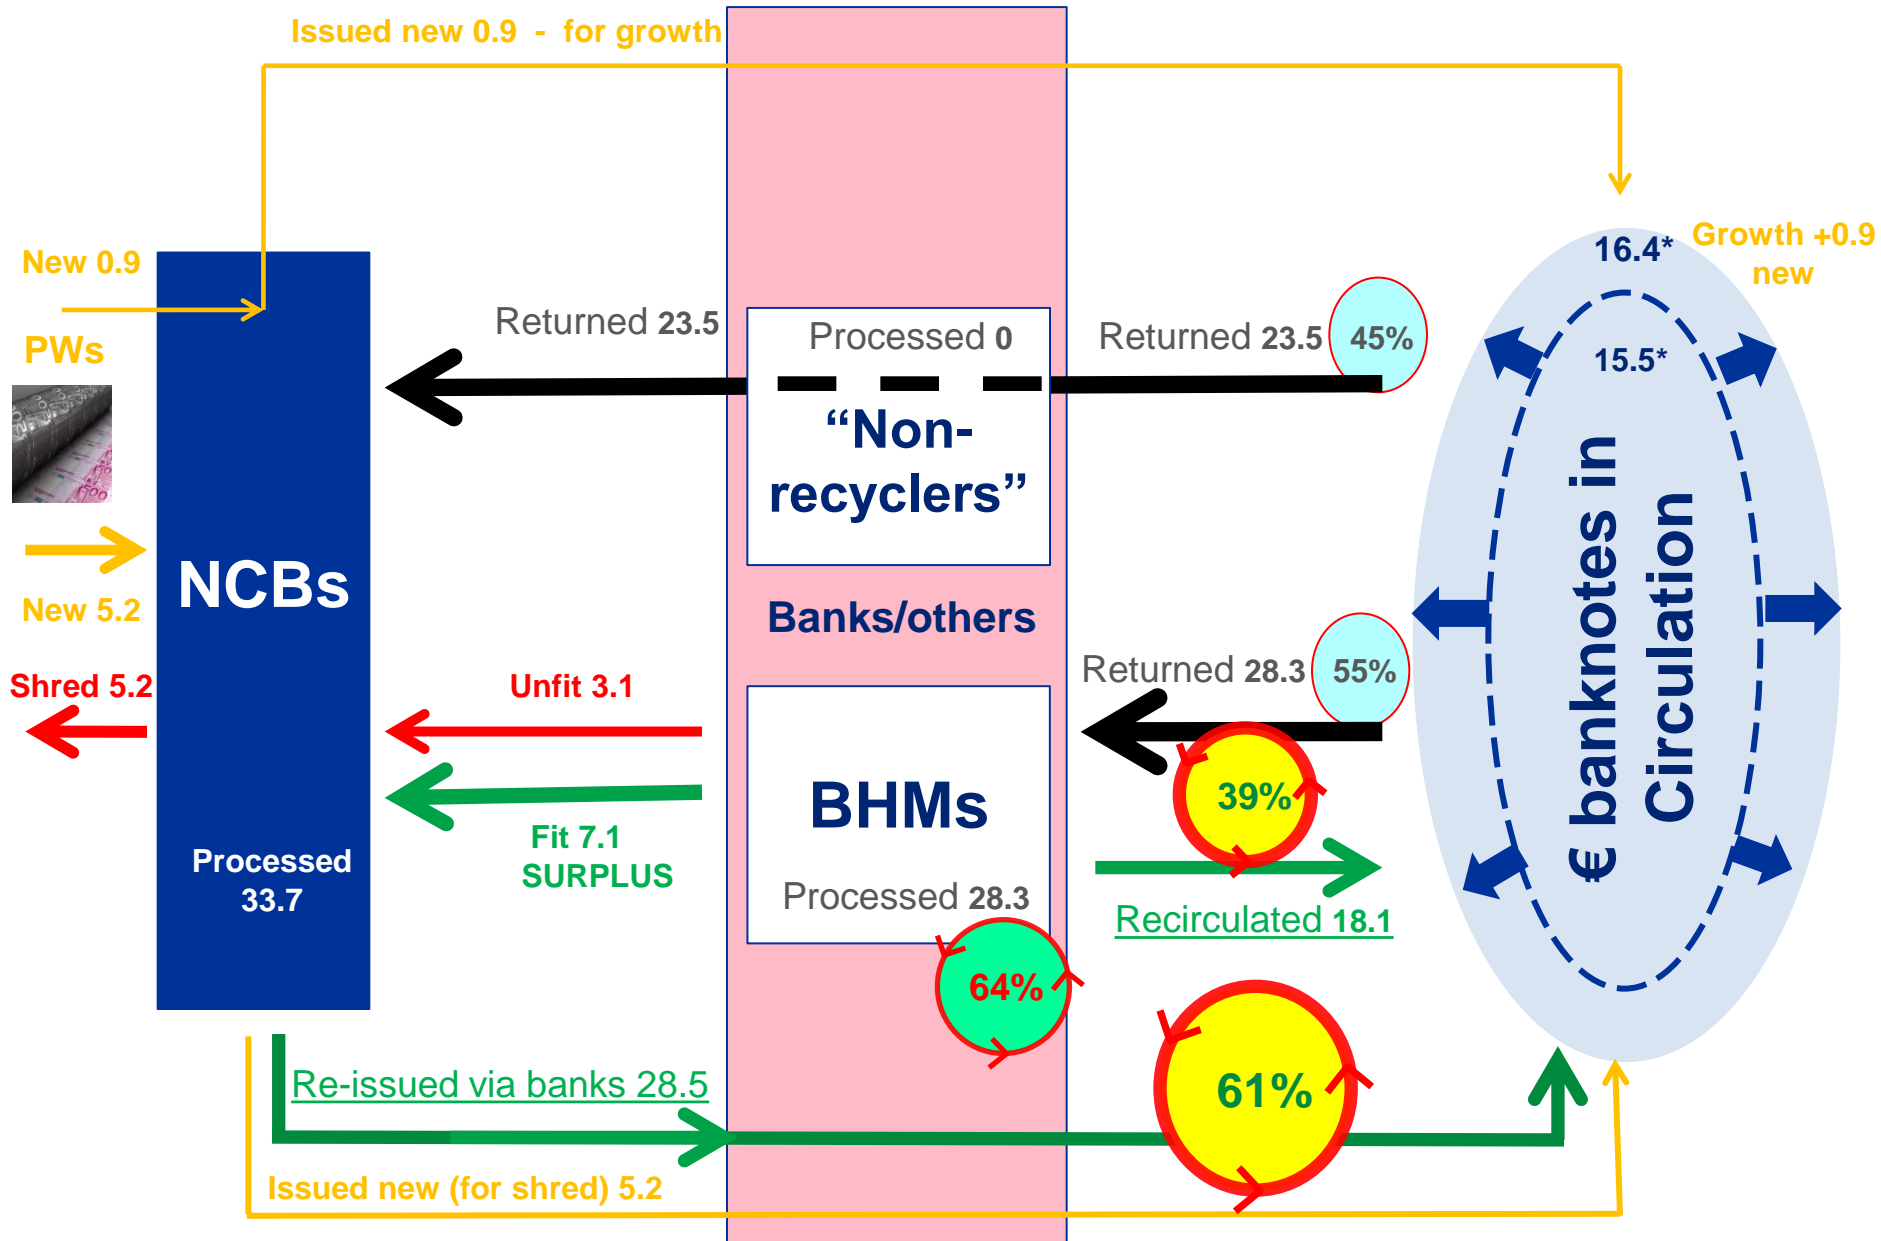 Issued new 0.9 - for growth
New 0.9
PWs
New 5.2
Shred 5.2
NCBs
Processed
33.7
Returned 23.5
Processed 0
“Non-
recyclers”
Banks/others
Returned 23.5
45%
Returned 28.3
55%
Unfit 3.1
Fit 7.1
SURPLUS
BHMs
Processed 28.3
64%
39%
Recirculated 18.1
61%
Re-issued via banks 28.5
Issued new (for shred) 5.2
16.4*
Growth +0.9
new
15.5*
€ banknotes in
Circulation